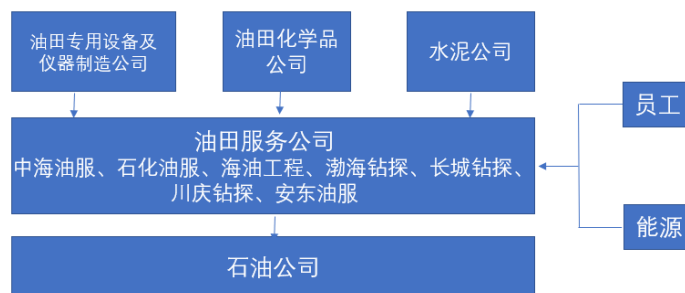 油田专用设备及
仪器制造公司
油田化学品
公司
水泥公司
员工
油田服务公司
中海油服、石化油服、海油工程、渤海钻探、长城钻探、
川庆钻探、安东油服
能源
石油公司